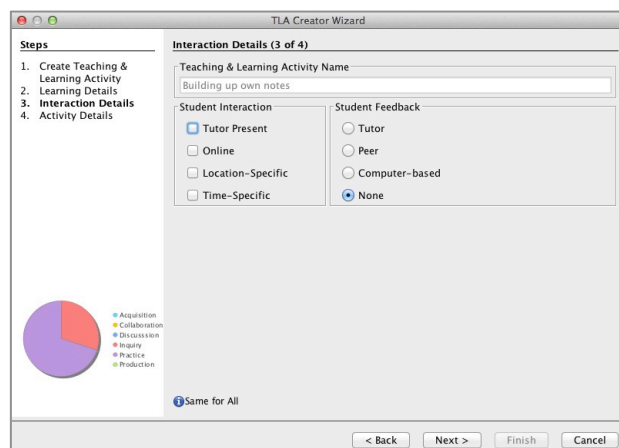 TLA Creator Wizard
Steps
1. Create Teaching &
Learning Activity
2. Learning Details
3. Interaction Details
4. Activity Details
Interaction Details (3 of 4)
Teaching & Learning Activity Name
Building up own notes
Student Interaction
Tutor Present
Online
Location-Specific
Time-Specific
Student Feedback
Tutor
Peer
Computer-based
None
Acquisition
Collaboration
Discusssion
Inquiry
Practice
Production
Same for All
< Back Next > Finish Cancel